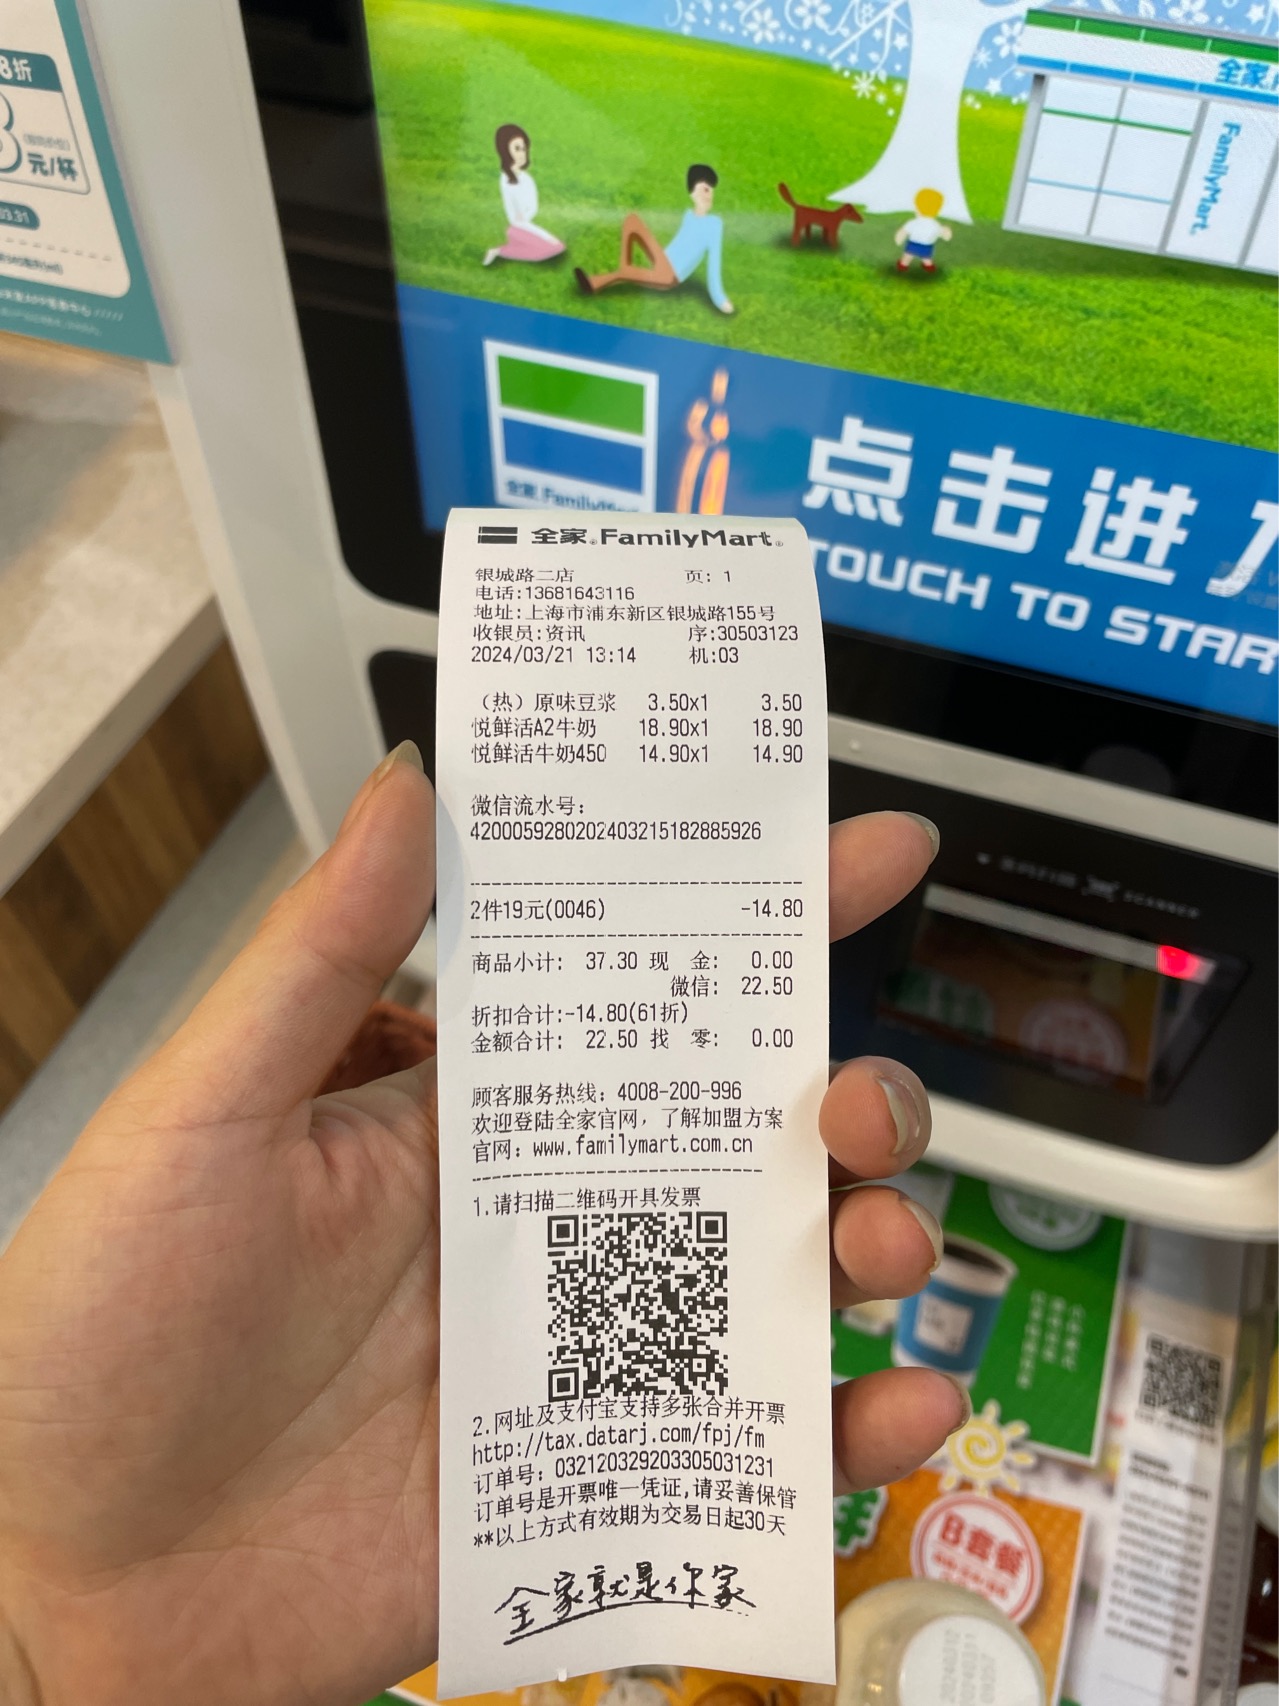 8折
元/杯
03.31
全家
FamilyMart
全家 FamilyMart
点击进
TOUCH TO STAR
全家 FamilyMart
银城路二店 页: 1
电话:13681643116
地址:上海市浦东新区银城路155号
收银员:资讯 序:30503123
2024/03/21 13:14 机:03
（热）原味豆浆 3.50x1 3.50
悦鲜活A2牛奶 18.90x1 18.90
悦鲜活牛奶450 14.90x1 14.90
微信流水号:
4200059280202403215182885926
2件19元(0046) -14.80
商品小计: 37.30 现 金: 0.00
微信: 22.50
折扣合计:-14.80(61折)
金额合计: 22.50 找 零: 0.00
顾客服务热线: 4008-200-996
欢迎登陆全家官网，了解加盟方案
官网: www.familymart.com.cn
1.请扫描二维码开具发票
2.网址及支付宝支持多张合并开票
http://tax.datarj.com/fpj/fm
订单号: 032120329203305031231
订单号是开票唯一凭证,请妥善保管
**以上方式有效期为交易日起30天
全家就是你家
SCANNER
B套餐